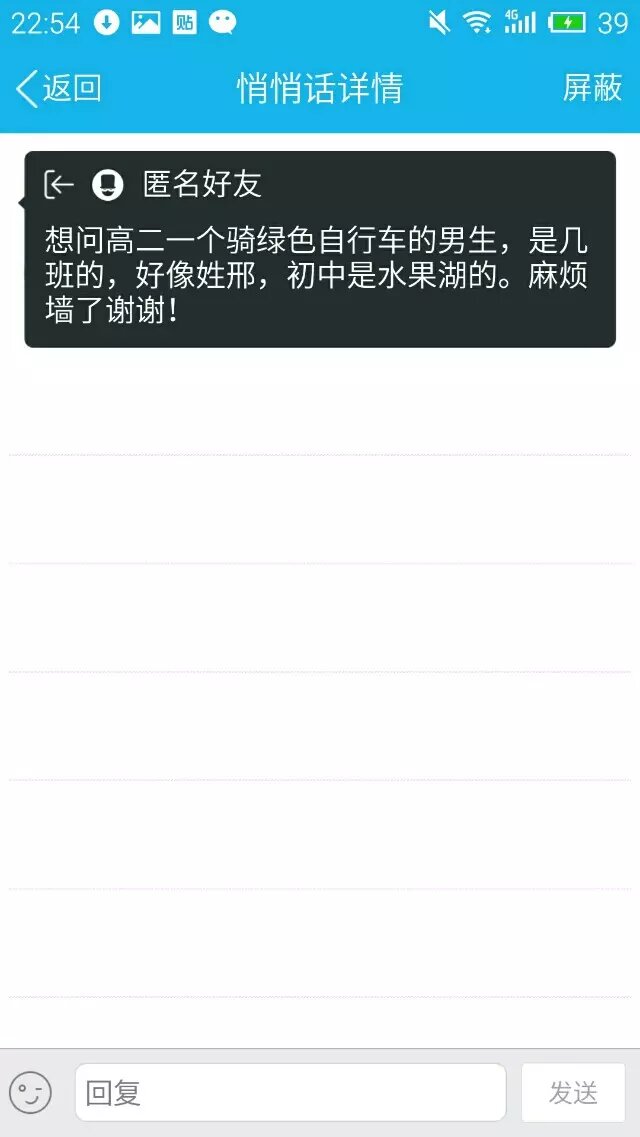 22:54 贴 4G 39
返回 悄悄话详情 屏蔽
匿名好友
想问高二一个骑绿色自行车的男生，是几
班的，好像姓邢，初中是水果湖的。麻烦
墙了谢谢！
回复 发送